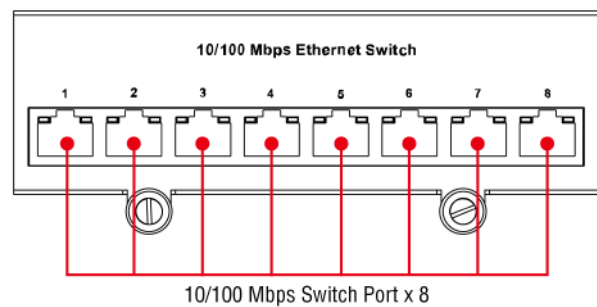 10/100 Mbps Ethernet Switch
1 2 3 4 5 6 7 8
10/100 Mbps Switch Port x 8